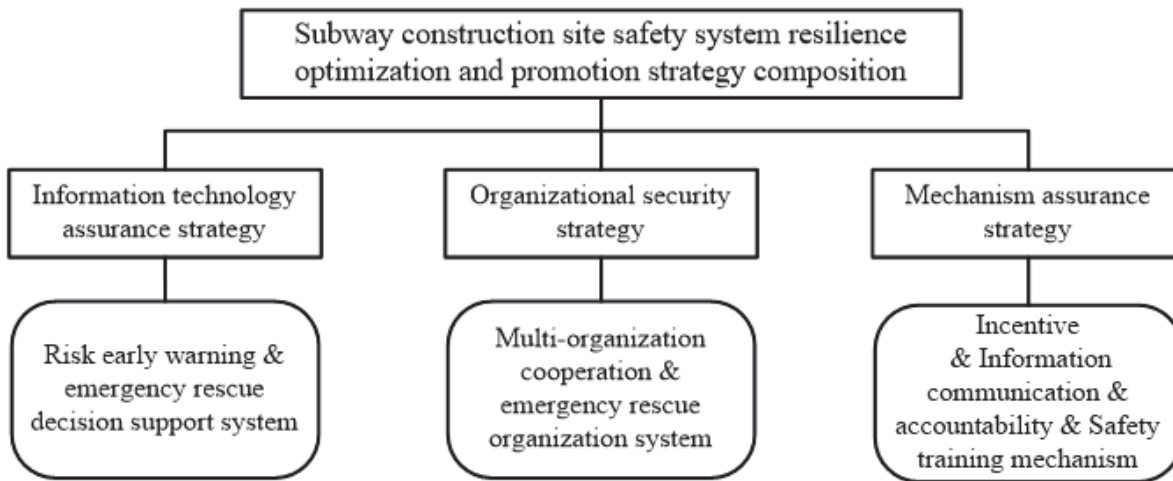 Subway construction site safety system resilience
optimization and promotion strategy composition
Information technology
assurance strategy
Organizational security
strategy
Mechanism assurance
strategy
Risk early warning &
emergency rescue
decision support system
Multi-organization
cooperation &
emergency rescue
organization system
Incentive
& Information
communication &
accountability & Safety
training mechanism